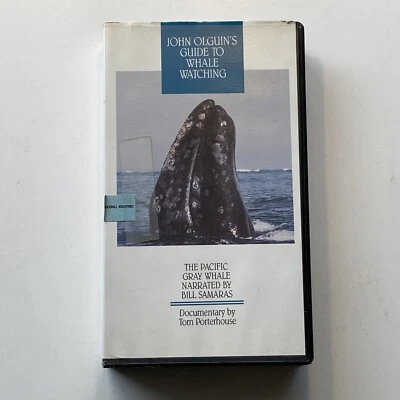 JOHN OLGUIN'S
GUIDE TO
WHALE
WATCHING
THE PACIFIC
GRAY WHALE
NARRATED BY
BILL SAMARAS
Documentary by
Tom Porterhouse